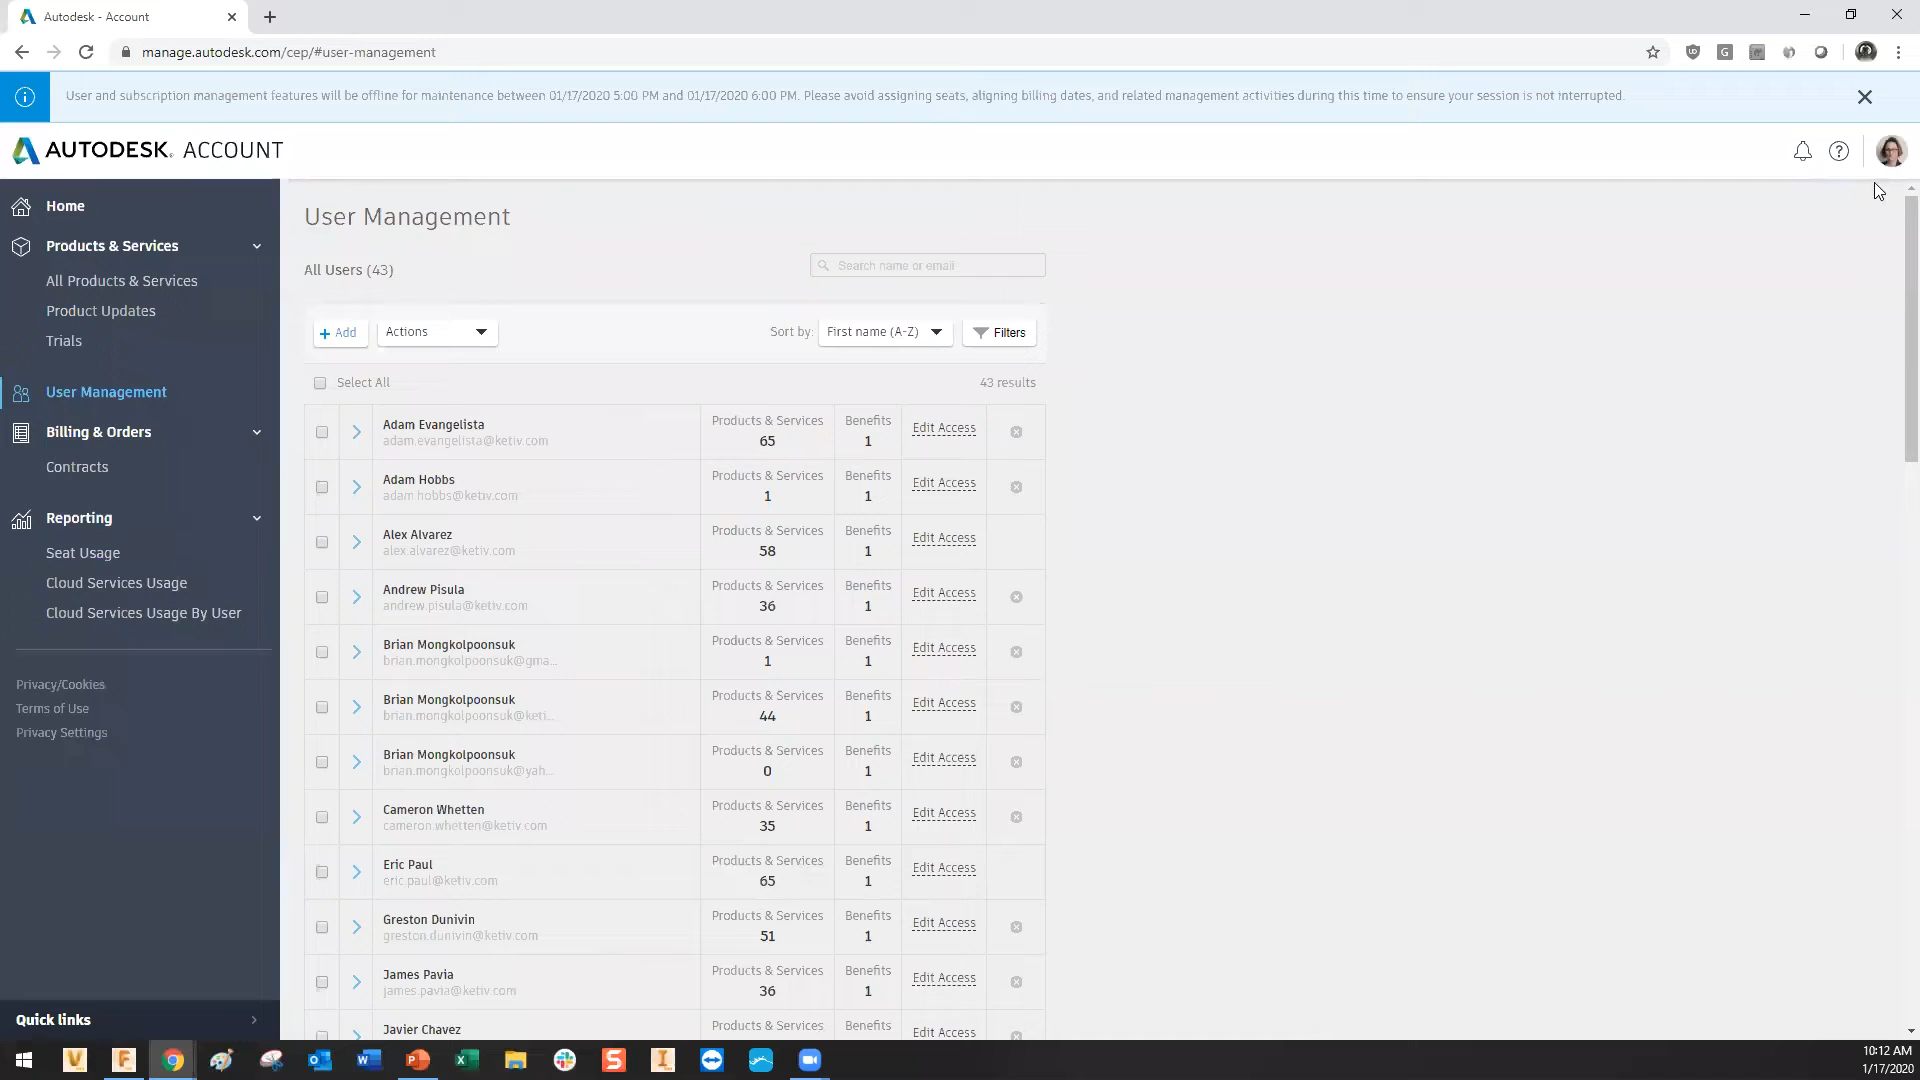 Autodesk - Account
manage.autodesk.com/cep/#user-management
User and subscription management features will be offline for maintenance between 01/17/2020 5:00 PM and 01/17/2020 6:00 PM. Please avoid assigning seats, aligning billing dates, and related management activities during this time to ensure your session is not interrupted.
AUTODESK. ACCOUNT
Home
Products & Services
All Products & Services
Product Updates
Trials
User Management
Billing & Orders
Contracts
Reporting
Seat Usage
Cloud Services Usage
Cloud Services Usage By User
Privacy/Cookies
Terms of Use
Privacy Settings
Quick links
User Management
All Users (43)
Search name or email
+ Add
Actions
Sort by: First name (A-Z)
Filters
Select All
43 results
Adam Evangelista
adam.evangelista@ketiv.com
Products & Services
65
Benefits
1
Edit Access
Adam Hobbs
adam.hobbs@ketiv.com
Products & Services
1
Benefits
1
Edit Access
Alex Alvarez
alex.alvarez@ketiv.com
Products & Services
58
Benefits
1
Edit Access
Andrew Pisula
andrew.pisula@ketiv.com
Products & Services
36
Benefits
1
Edit Access
Brian Mongkolpoonsuk
brian.mongkolpoonsuk@gma...
Products & Services
1
Benefits
1
Edit Access
Brian Mongkolpoonsuk
brian.mongkolpoonsuk@keti...
Products & Services
44
Benefits
1
Edit Access
Brian Mongkolpoonsuk
brian.mongkolpoonsuk@yah...
Products & Services
0
Benefits
1
Edit Access
Cameron Whetten
cameron.whetten@ketiv.com
Products & Services
35
Benefits
1
Edit Access
Eric Paul
eric.paul@ketiv.com
Products & Services
65
Benefits
1
Edit Access
Greston Dunivin
greston.dunivin@ketiv.com
Products & Services
51
Benefits
1
Edit Access
James Pavia
james.pavia@ketiv.com
Products & Services
36
Benefits
1
Edit Access
Javier Chavez
Products & Services
Benefits
Edit Access
10:12 AM
1/17/2020